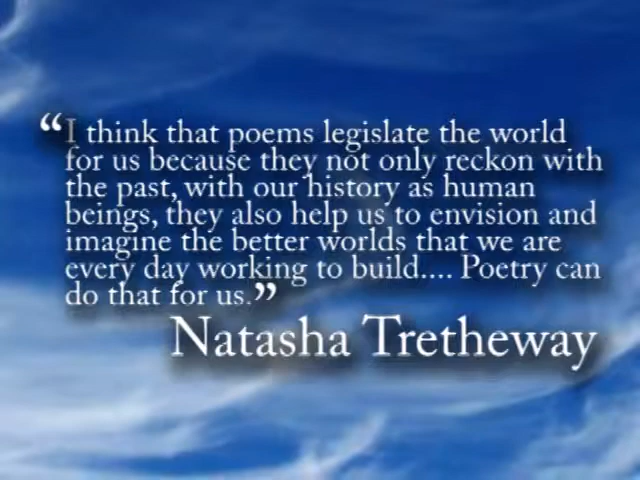 “I think that poems legislate the world
for us because they not only reckon with
the past, with our history as human
beings, they also help us to envision and
imagine the better worlds that we are
every day working to build.... Poetry can
do that for us.”
Natasha Tretheway